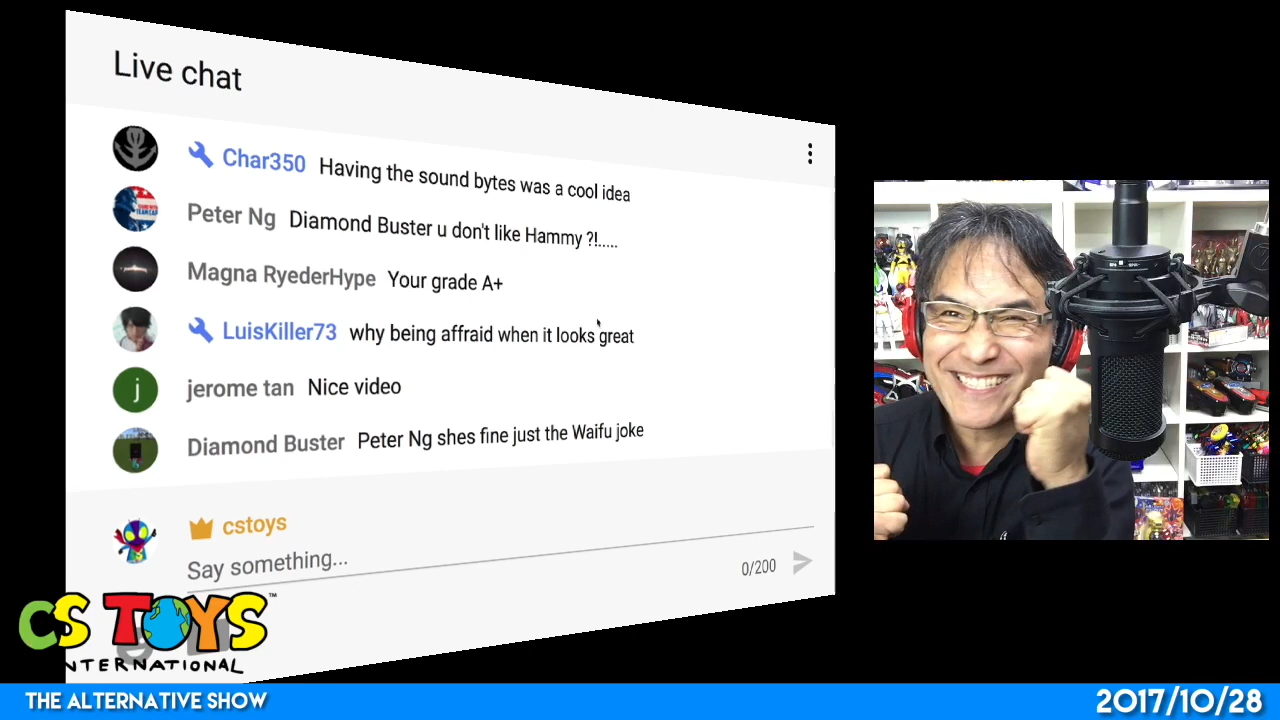 Live chat
Char350 Having the sound bytes was a cool idea
Peter Ng Diamond Buster u don't like Hammy ?!.....
Magna RyederHype Your grade A+
LuisKiller73 why being affraid when it looks great
j jerome tan Nice video
Diamond Buster Peter Ng shes fine just the Waifu joke
cstoys
Say something...
0/200
CS TOYS™
INTERNATIONAL
THE ALTERNATIVE SHOW
2017/10/28